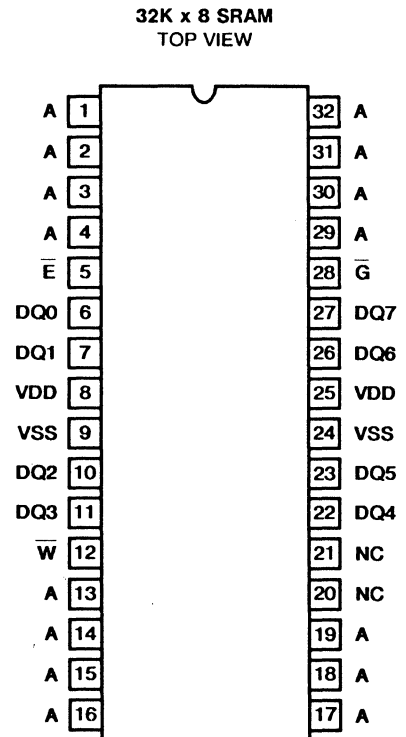 32K x 8 SRAM
TOP VIEW
A 1 32 A
A 2 31 A
A 3 30 A
A 4 29 A
E̅ 5 28 G̅
DQ0 6 27 DQ7
DQ1 7 26 DQ6
VDD 8 25 VDD
VSS 9 24 VSS
DQ2 10 23 DQ5
DQ3 11 22 DQ4
W̅ 12 21 NC
A 13 20 NC
A 14 19 A
A 15 18 A
A 16 17 A